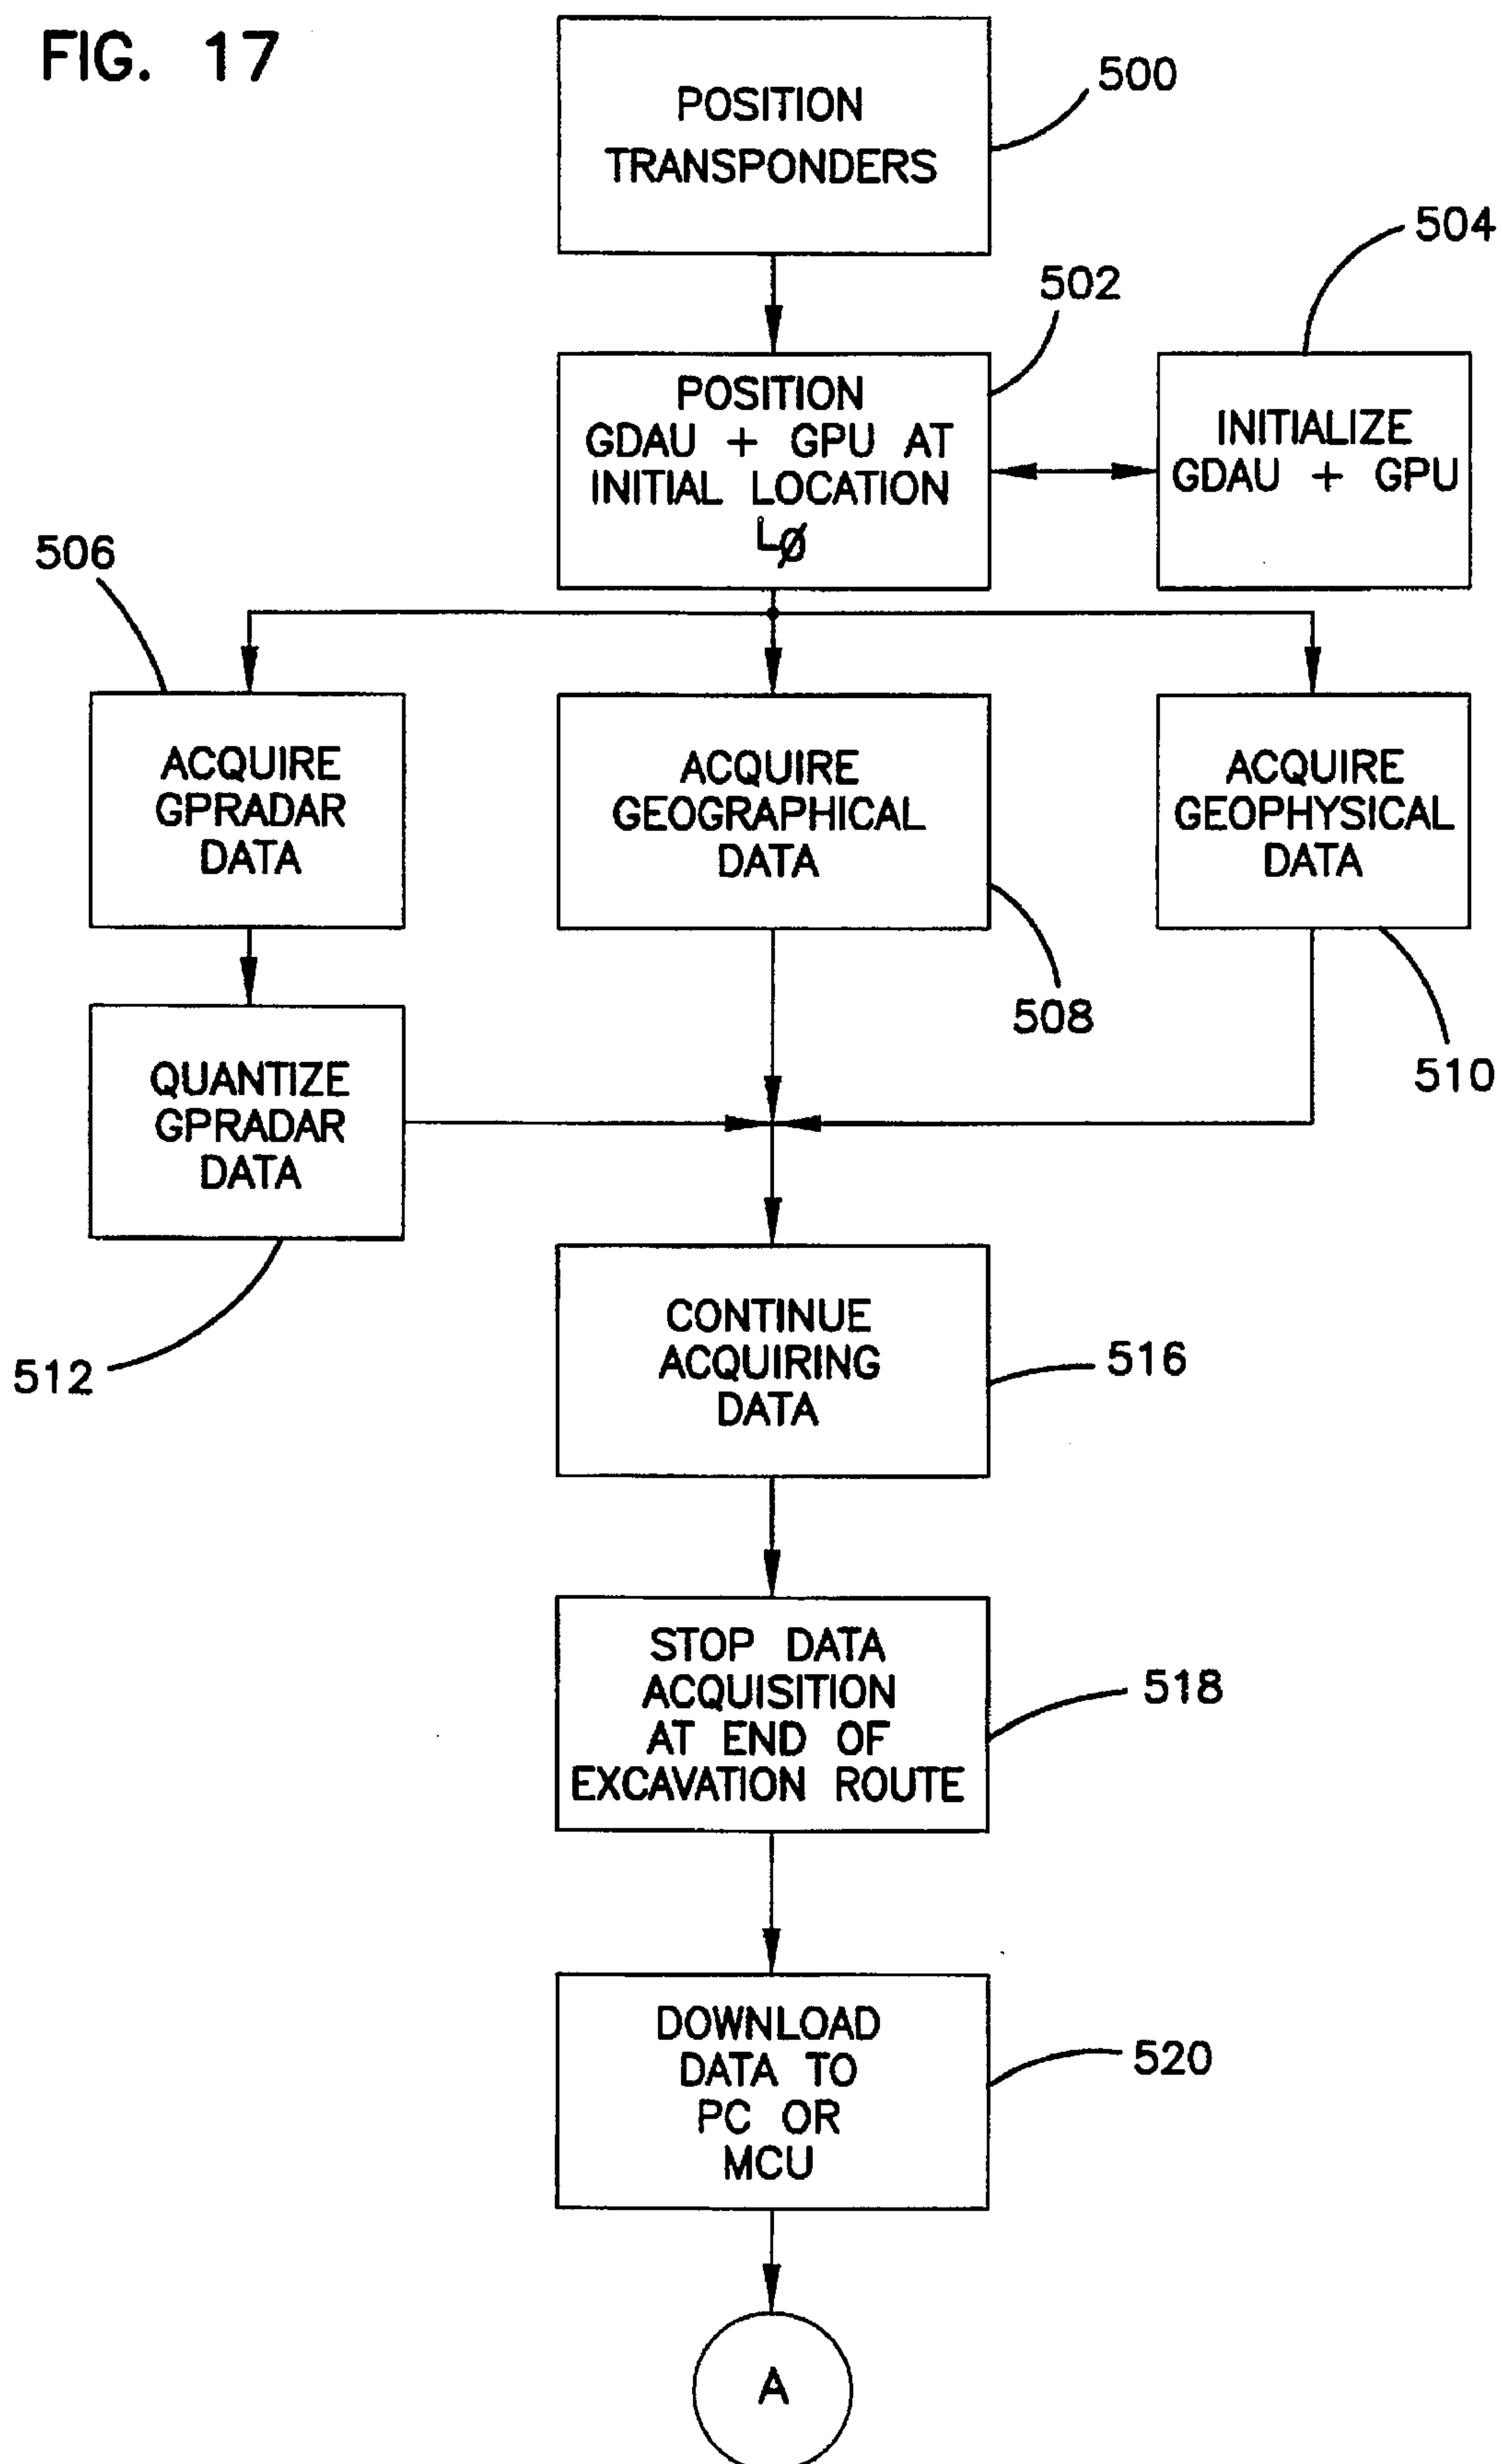 FIG. 17
POSITION
TRANSPONDERS
500
502
504
POSITION
GDAU + GPU AT
INITIAL LOCATION
LØ
INITIALIZE
GDAU + GPU
506
ACQUIRE
GPRADAR
DATA
ACQUIRE
GEOGRAPHICAL
DATA
ACQUIRE
GEOPHYSICAL
DATA
508
510
QUANTIZE
GPRADAR
DATA
512
CONTINUE
ACQUIRING
DATA
516
STOP DATA
ACQUISITION
AT END OF
EXCAVATION ROUTE
518
DOWNLOAD
DATA TO
PC OR
MCU
520
A